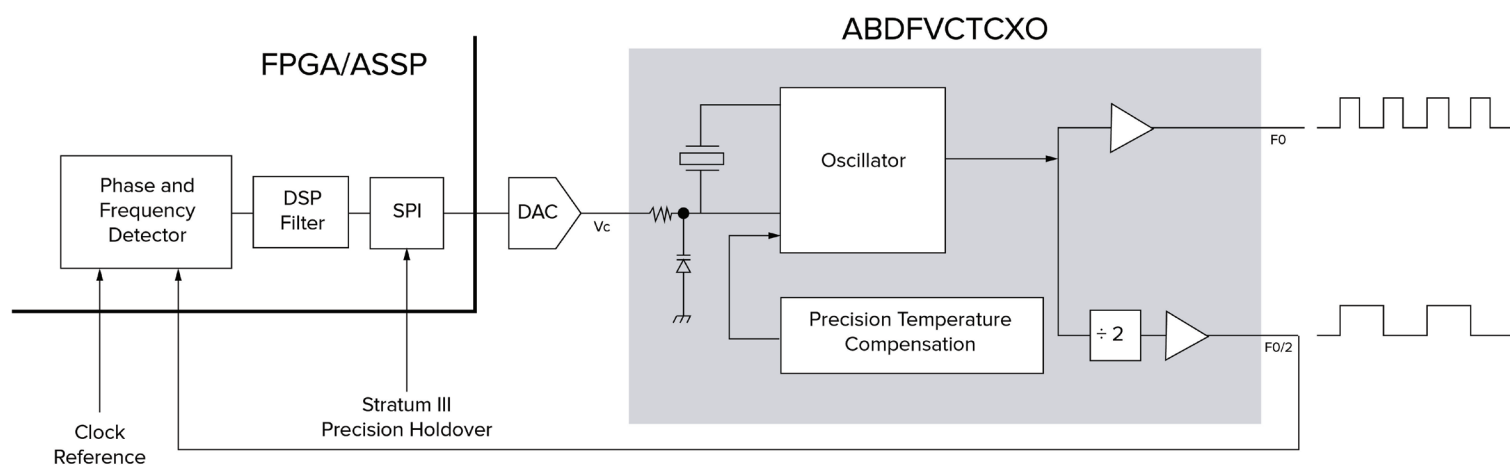 ABDFVCTCXO
FPGA/ASSP
Phase and
Frequency
Detector
DSP
Filter
SPI
DAC
Vc
Oscillator
F0
Precision Temperature
Compensation
÷ 2
F0/2
Stratum III
Precision Holdover
Clock
Reference